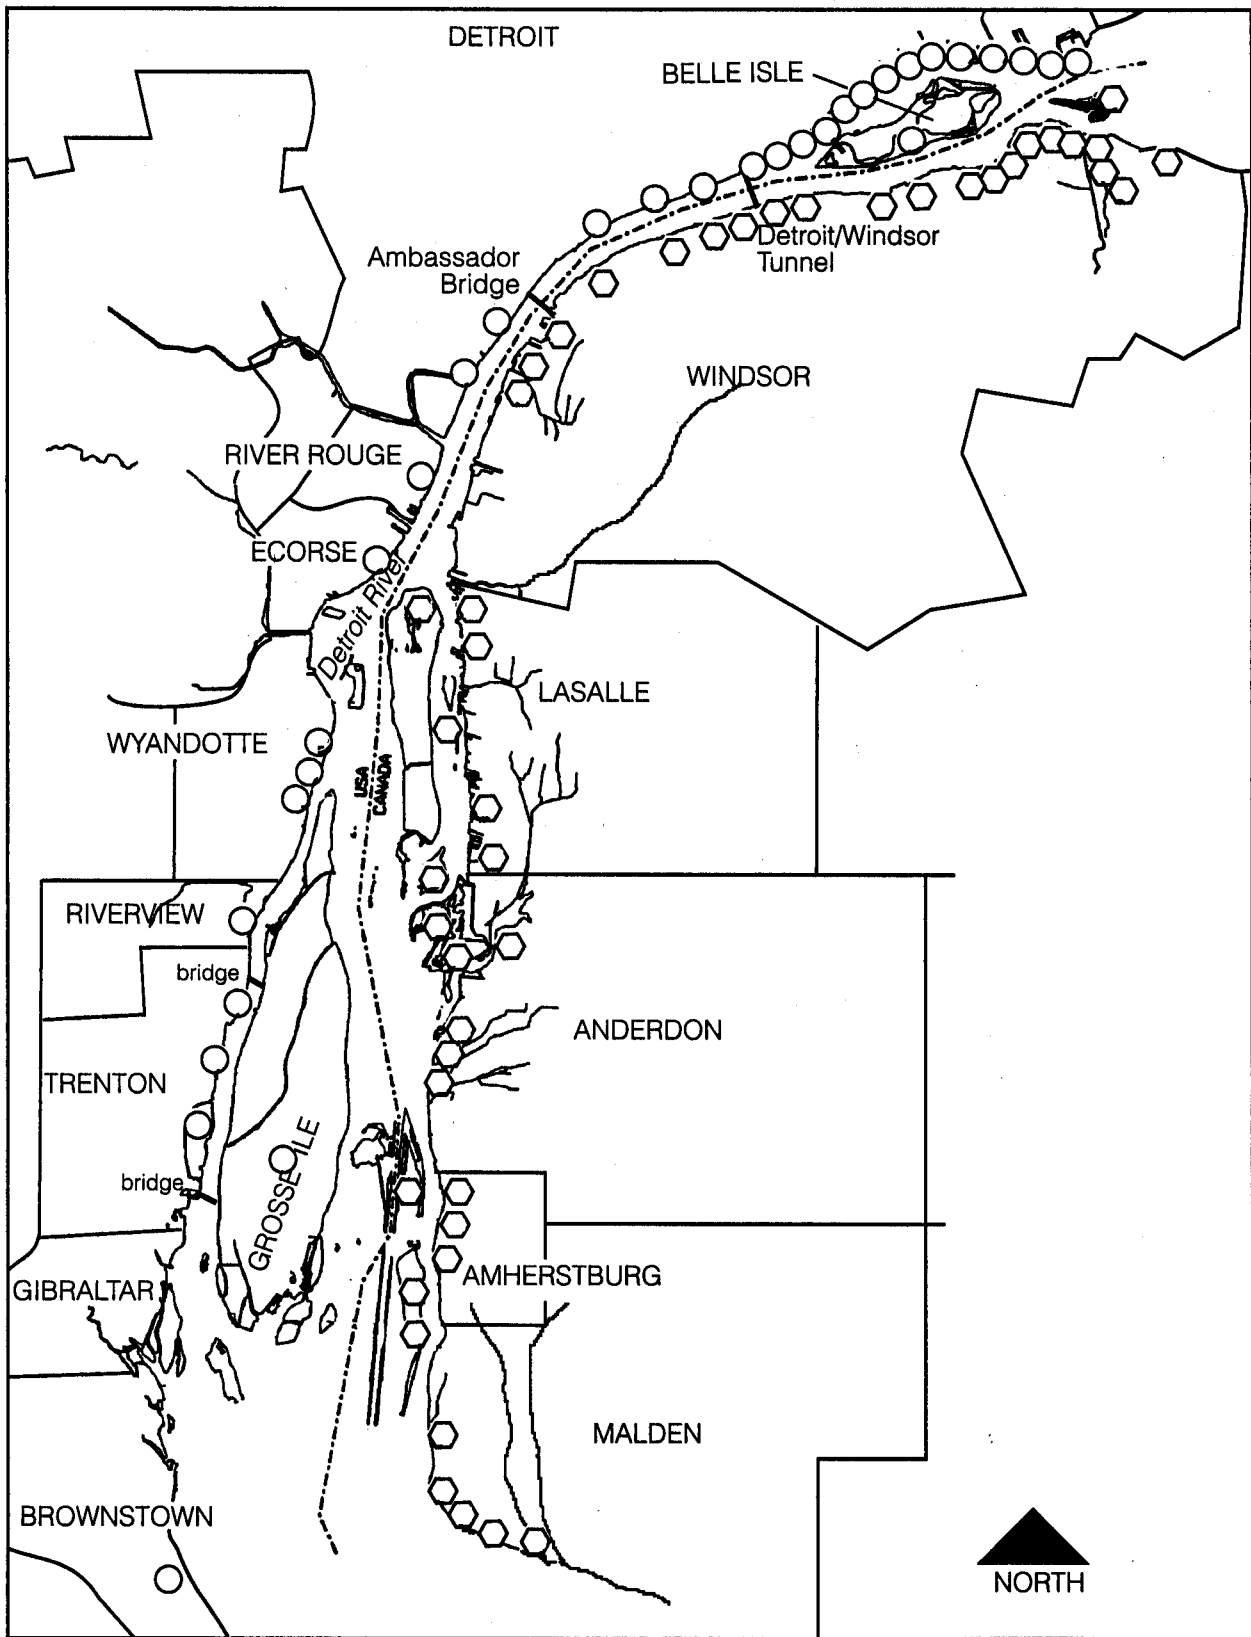 DETROIT
BELLE ISLE
Detroit/Windsor
Tunnel
Ambassador
Bridge
WINDSOR
RIVER ROUGE
ECORSE
Detroit River
LASALLE
WYANDOTTE
USA
CANADA
RIVERVIEW
bridge
ANDERDON
TRENTON
bridge
GROSSE ILE
AMHERSTBURG
GIBRALTAR
MALDEN
BROWNSTOWN
NORTH